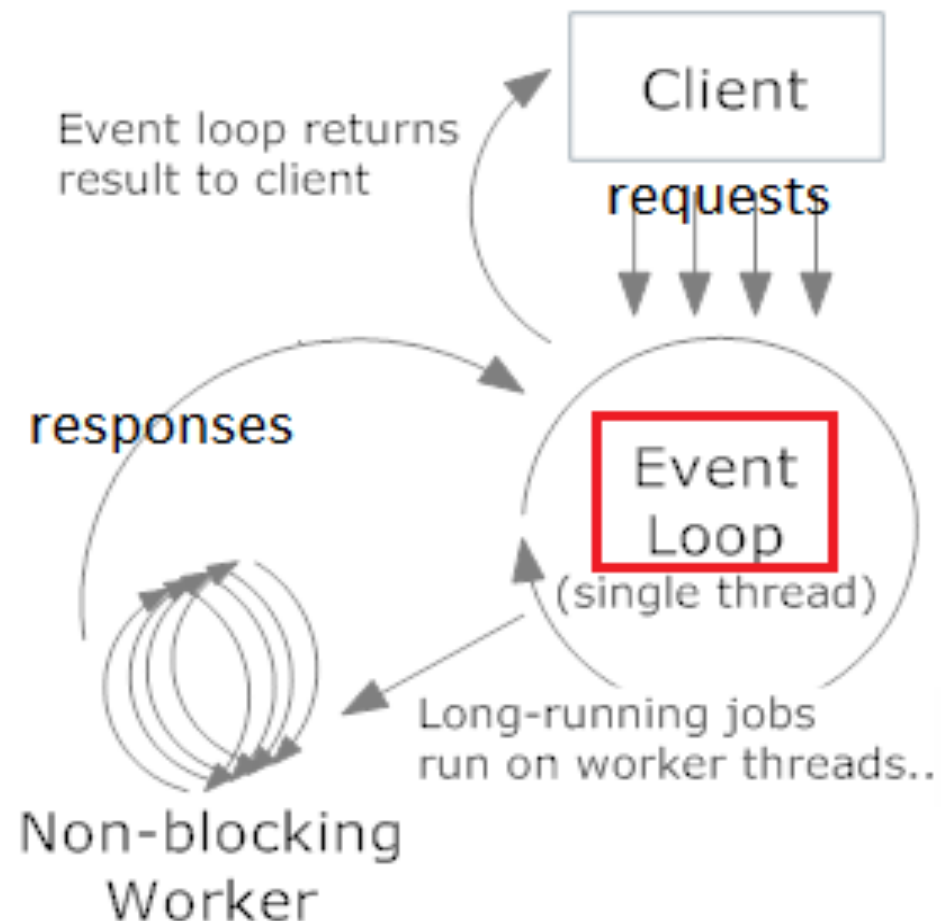 Client
Event loop returns
result to client
requests
responses
Event
Loop
(single thread)
Long-running jobs
run on worker threads..
Non-blocking
Worker